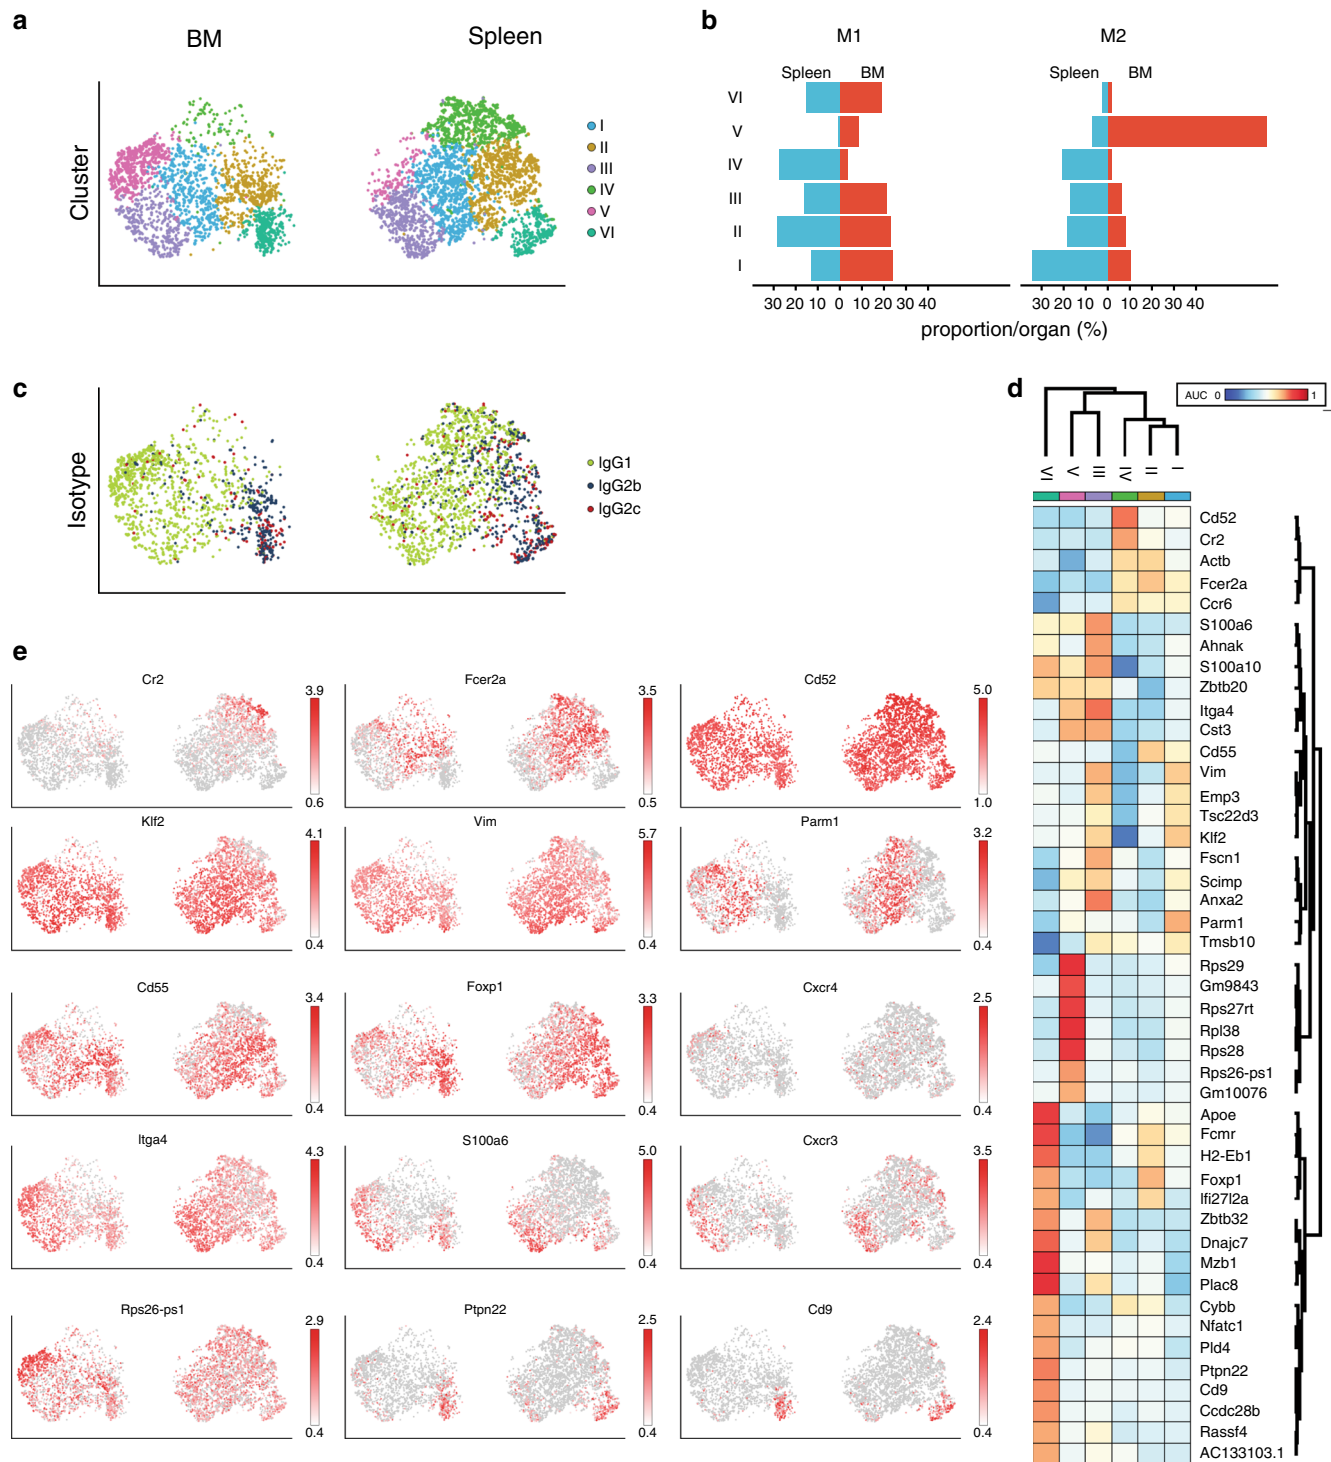 a
BM
Spleen
Cluster
I
II
III
IV
V
VI
b
M1
M2
Spleen
BM
Spleen
BM
VI
V
IV
III
II
I
30 20 10 0 10 20 30 40
30 20 10 0 10 20 30 40
proportion/organ (%)
c
Isotype
IgG1
IgG2b
IgG2c
d
AUC 0 1
VI V III IV II I
Cd52
Cr2
Actb
Fcer2a
Ccr6
S100a6
Ahnak
S100a10
Zbtb20
Itga4
Cst3
Cd55
Vim
Emp3
Tsc22d3
Klf2
Fscn1
Scimp
Anxa2
Parm1
Tmsb10
Rps29
Gm9843
Rps27rt
Rpl38
Rps28
Rps26-ps1
Gm10076
Apoe
Fcmr
H2-Eb1
Foxp1
Ifi27l2a
Zbtb32
Dnajc7
Mzb1
Plac8
Cybb
Nfatc1
Pld4
Ptpn22
Cd9
Ccdc28b
Rassf4
AC133103.1
e
Cr2
3.9
0.6
Fcer2a
3.5
0.5
Cd52
5.0
1.0
Klf2
4.1
0.4
Vim
5.7
0.4
Parm1
3.2
0.4
Cd55
3.4
0.4
Foxp1
3.3
0.4
Cxcr4
2.5
0.4
Itga4
4.3
0.4
S100a6
5.0
0.4
Cxcr3
3.5
0.4
Rps26-ps1
2.9
0.4
Ptpn22
2.5
0.4
Cd9
2.4
0.4